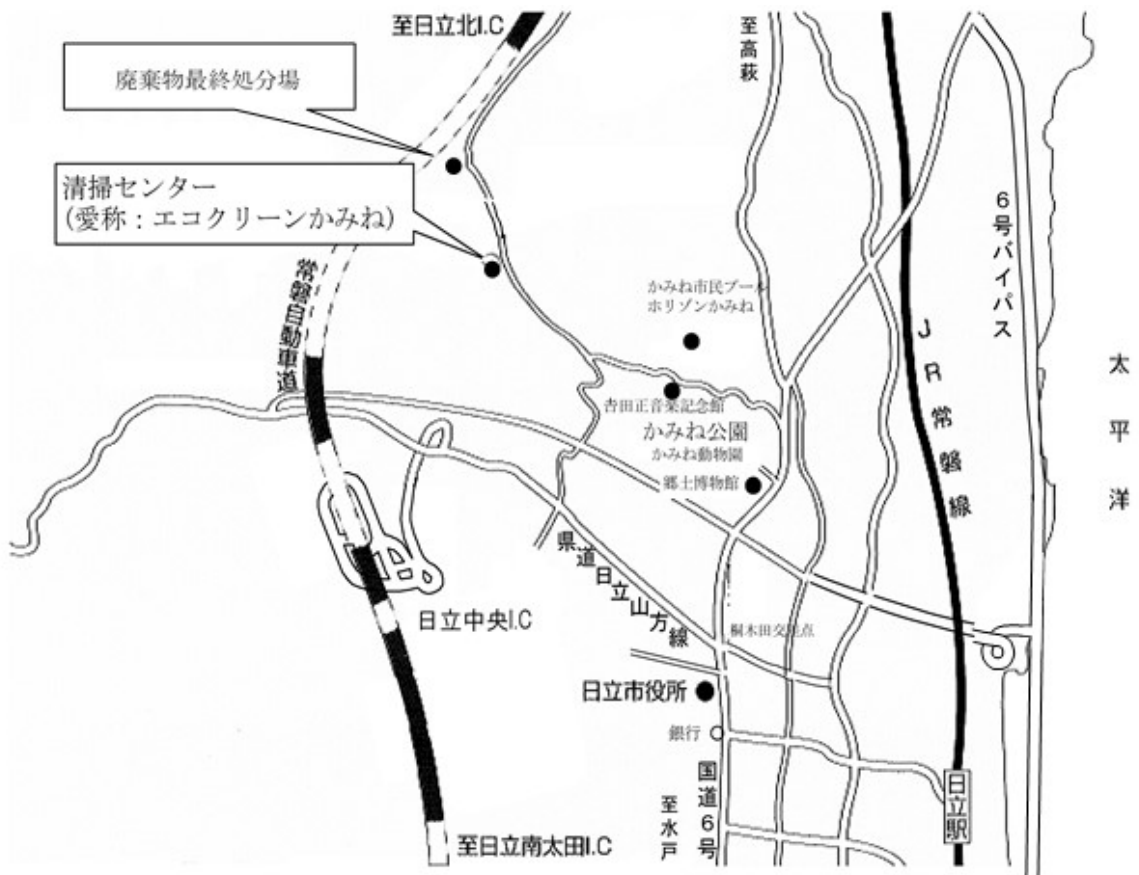 至日立北I.C
至高萩
廃棄物最終処分場
清掃センター
(愛称：エコクリーンかみね)
6号バイパス
常磐自動車道
かみね市民プール
ホリゾンかみね
JR常磐線
太平洋
吉田正音楽記念館
かみね公園
かみね動物園
郷土博物館
県道日立山方線
日立中央I.C
桐木田交差点
日立市役所
銀行
国道6号
至水戸
日立駅
至日立南太田I.C